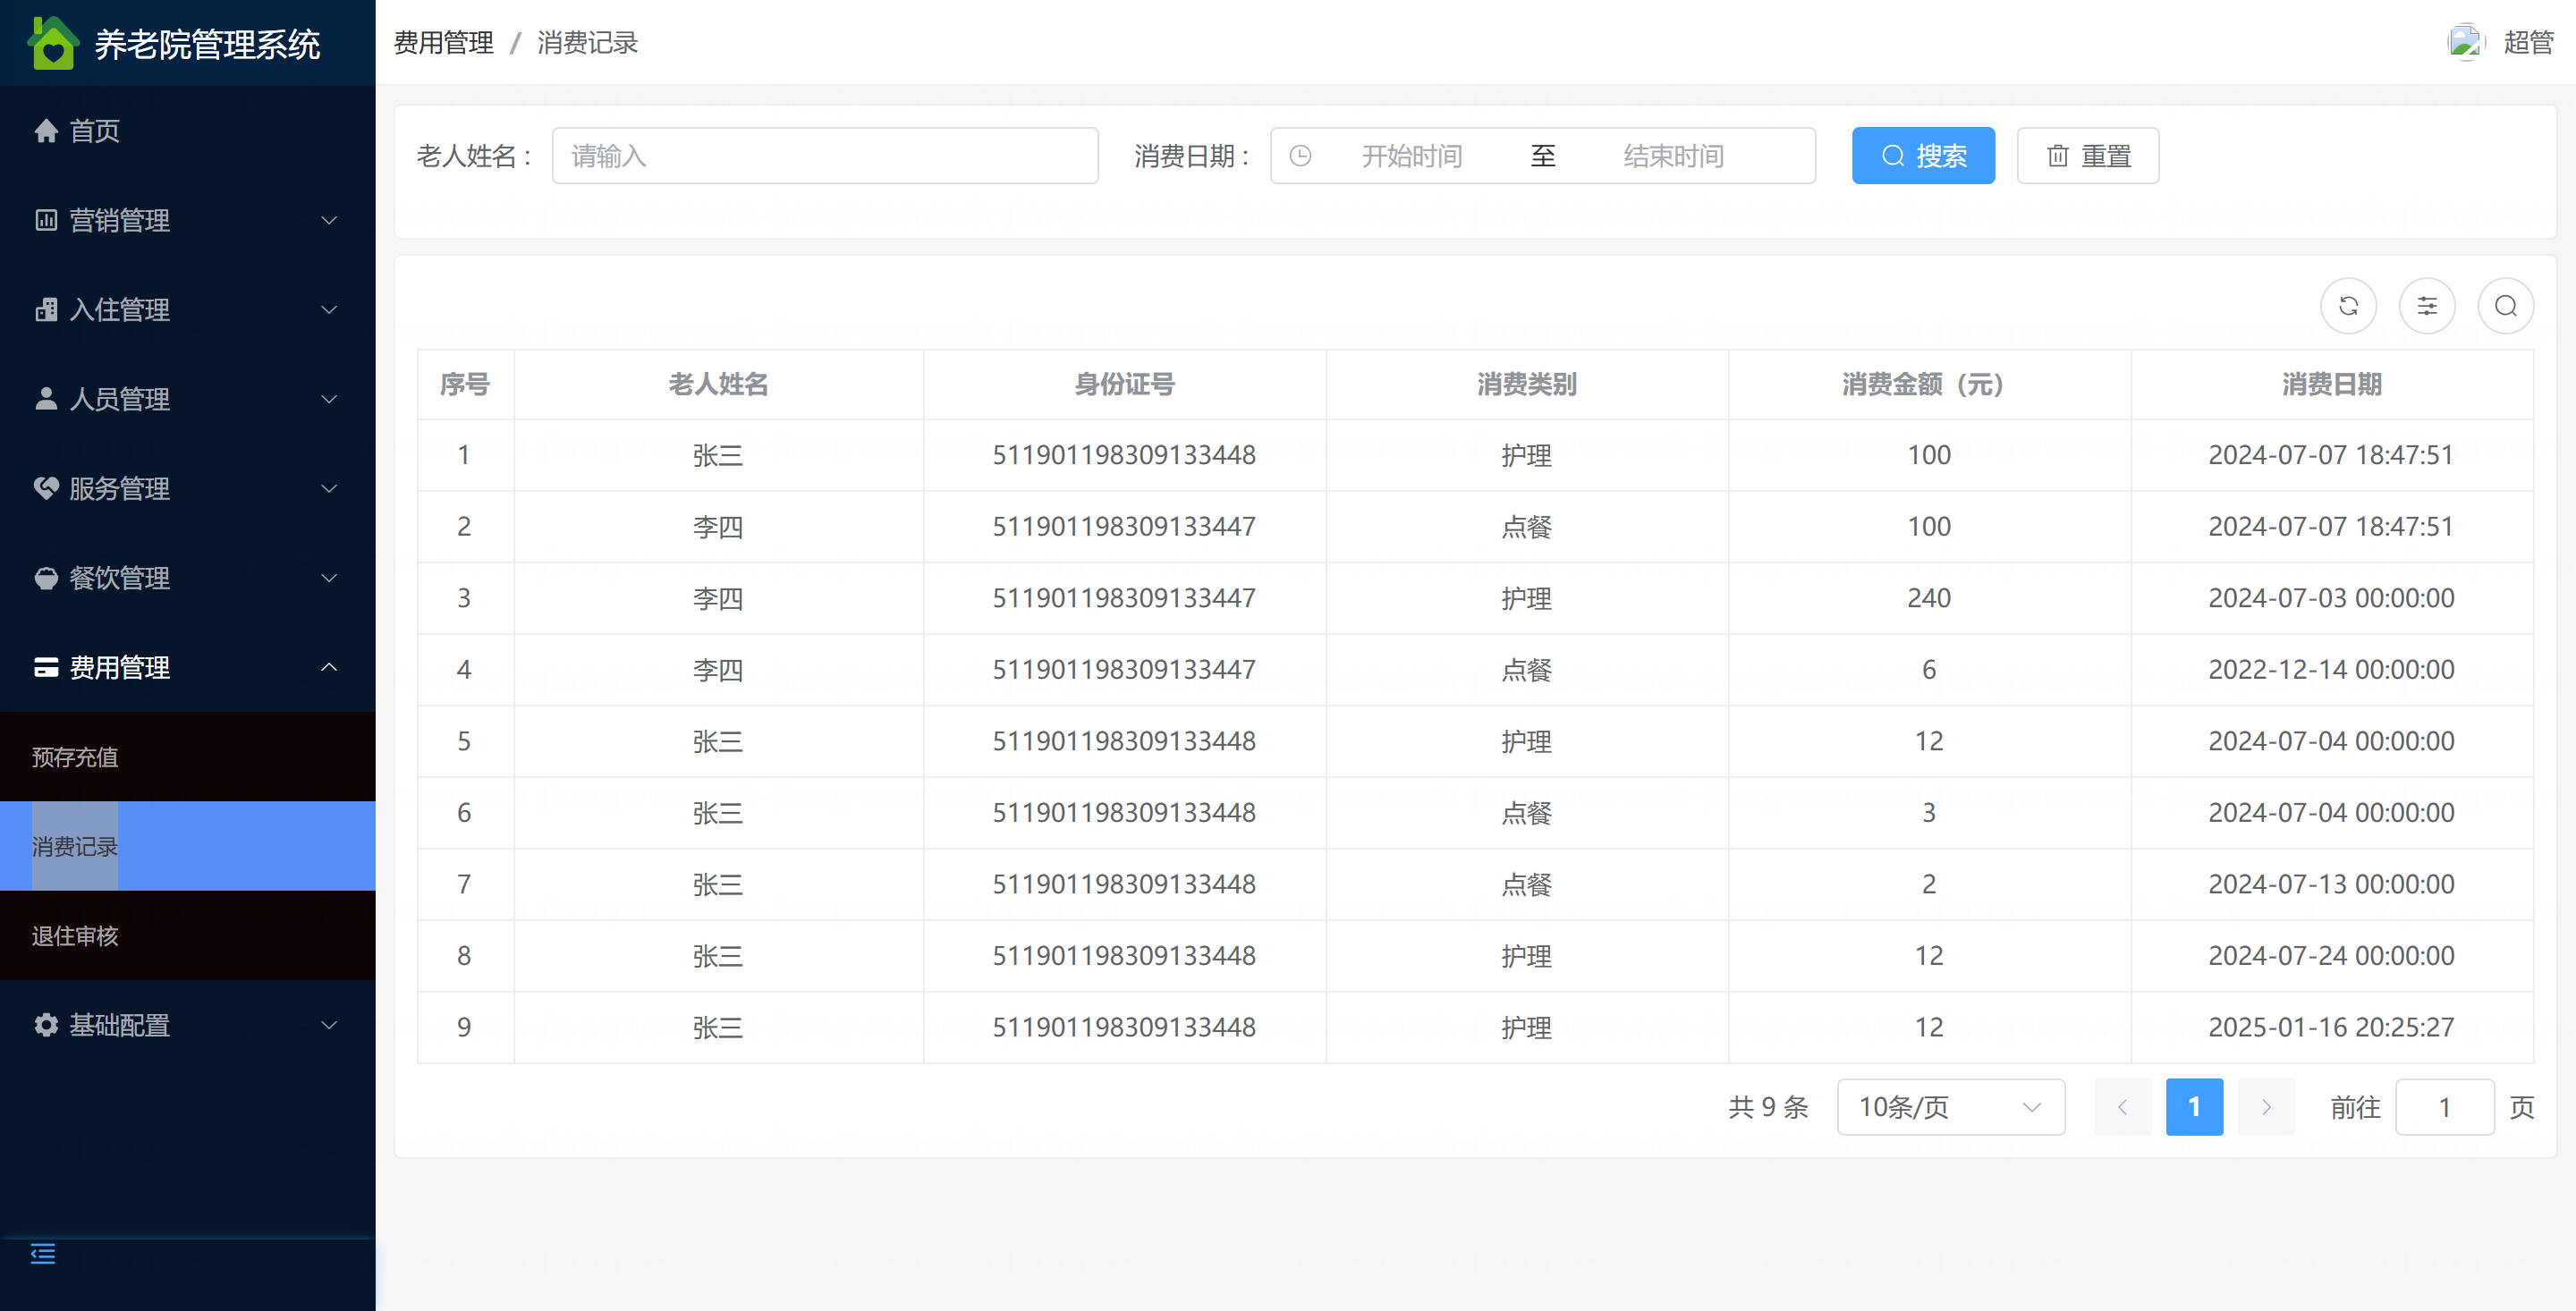 养老院管理系统
费用管理 / 消费记录
超管
首页
营销管理
入住管理
人员管理
服务管理
餐饮管理
费用管理
预存充值
消费记录
退住审核
基础配置
老人姓名： 请输入 消费日期： 开始时间 至 结束时间 搜索 重置
序号 老人姓名 身份证号 消费类别 消费金额（元） 消费日期
1 张三 511901198309133448 护理 100 2024-07-07 18:47:51
2 李四 511901198309133447 点餐 100 2024-07-07 18:47:51
3 李四 511901198309133447 护理 240 2024-07-03 00:00:00
4 李四 511901198309133447 点餐 6 2022-12-14 00:00:00
5 张三 511901198309133448 护理 12 2024-07-04 00:00:00
6 张三 511901198309133448 点餐 3 2024-07-04 00:00:00
7 张三 511901198309133448 点餐 2 2024-07-13 00:00:00
8 张三 511901198309133448 护理 12 2024-07-24 00:00:00
9 张三 511901198309133448 护理 12 2025-01-16 20:25:27
共 9 条 10条/页 1 前往 1 页